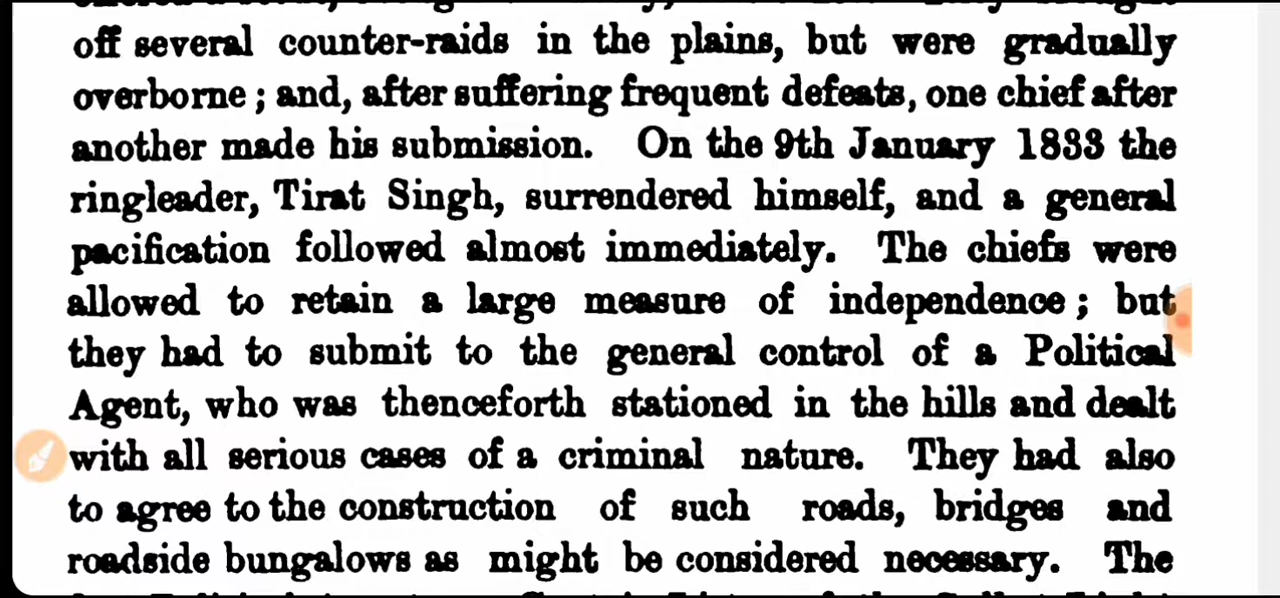 off several counter-raids in the plains, but were gradually
overborne; and, after suffering frequent defeats, one chief after
another made his submission. On the 9th January 1833 the
ringleader, Tirat Singh, surrendered himself, and a general
pacification followed almost immediately. The chiefs were
allowed to retain a large measure of independence; but
they had to submit to the general control of a Political
Agent, who was thenceforth stationed in the hills and dealt
with all serious cases of a criminal nature. They had also
to agree to the construction of such roads, bridges and
roadside bungalows as might be considered necessary. The